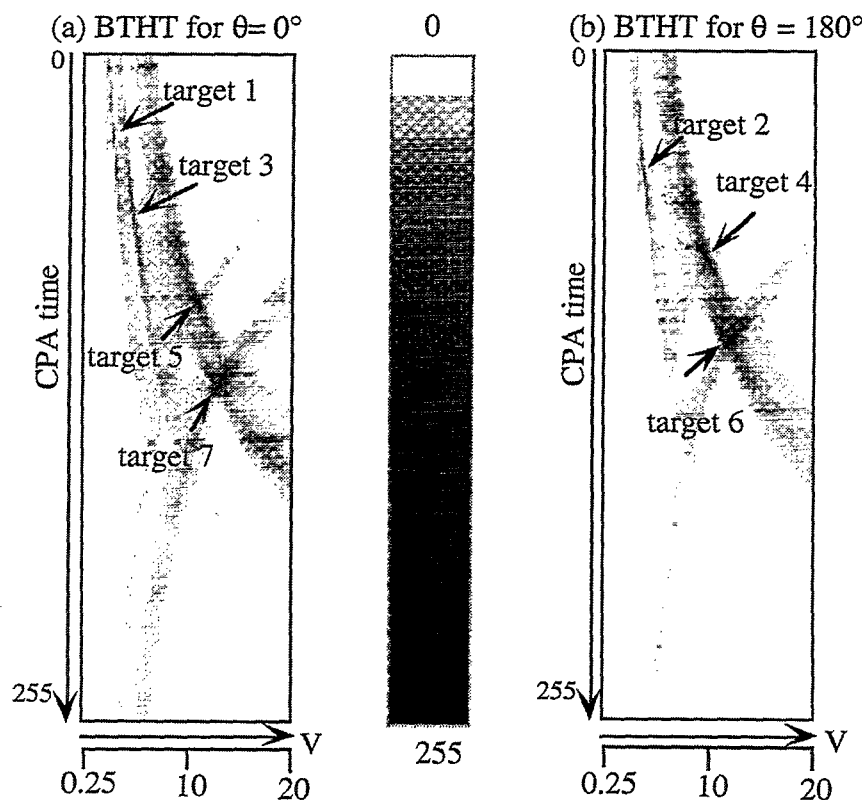 (a) BTHT for θ= 0°
0
target 1
target 3
target 5
target 7
CPA time
255
V
0.25
10
20
0
255
(b) BTHT for θ = 180°
0
target 2
target 4
target 6
CPA time
255
V
0.25
10
20